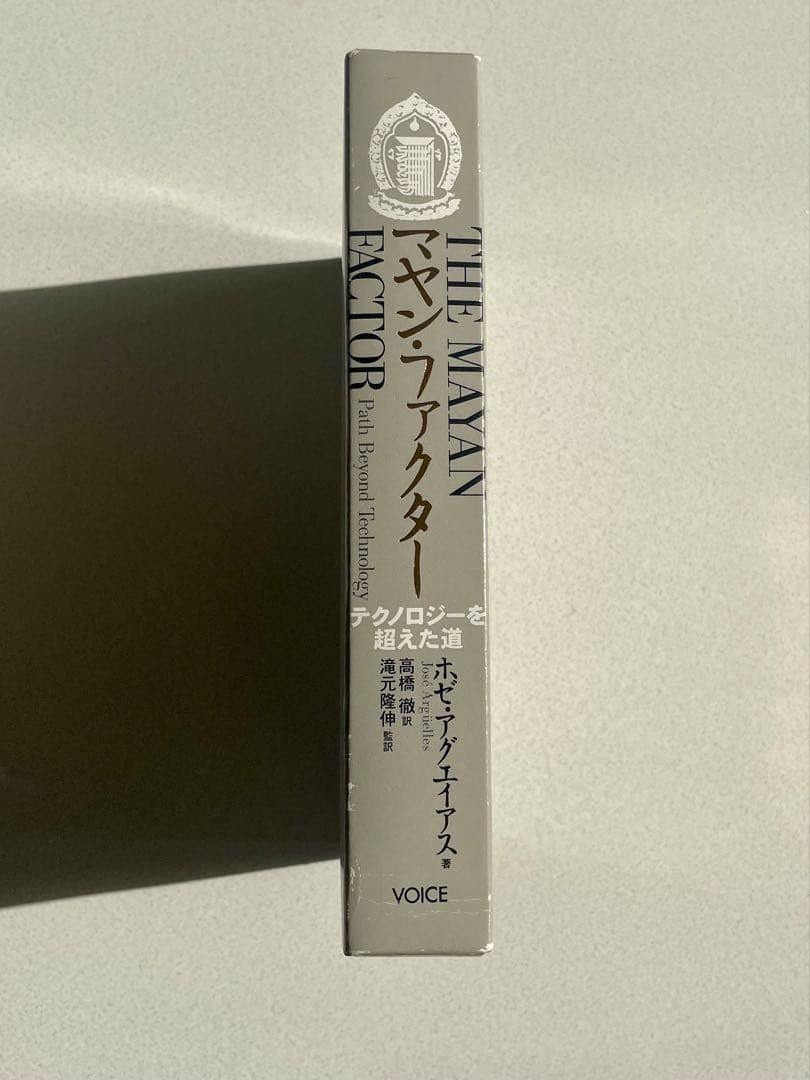 THE MAYAN
FACTOR
マヤン・ファクター
Path Beyond Technology
テクノロジーを
超えた道
ホゼ・アグエイアス 著
José Argüelles
高橋 徹 訳
滝元隆伸 監訳
VOICE